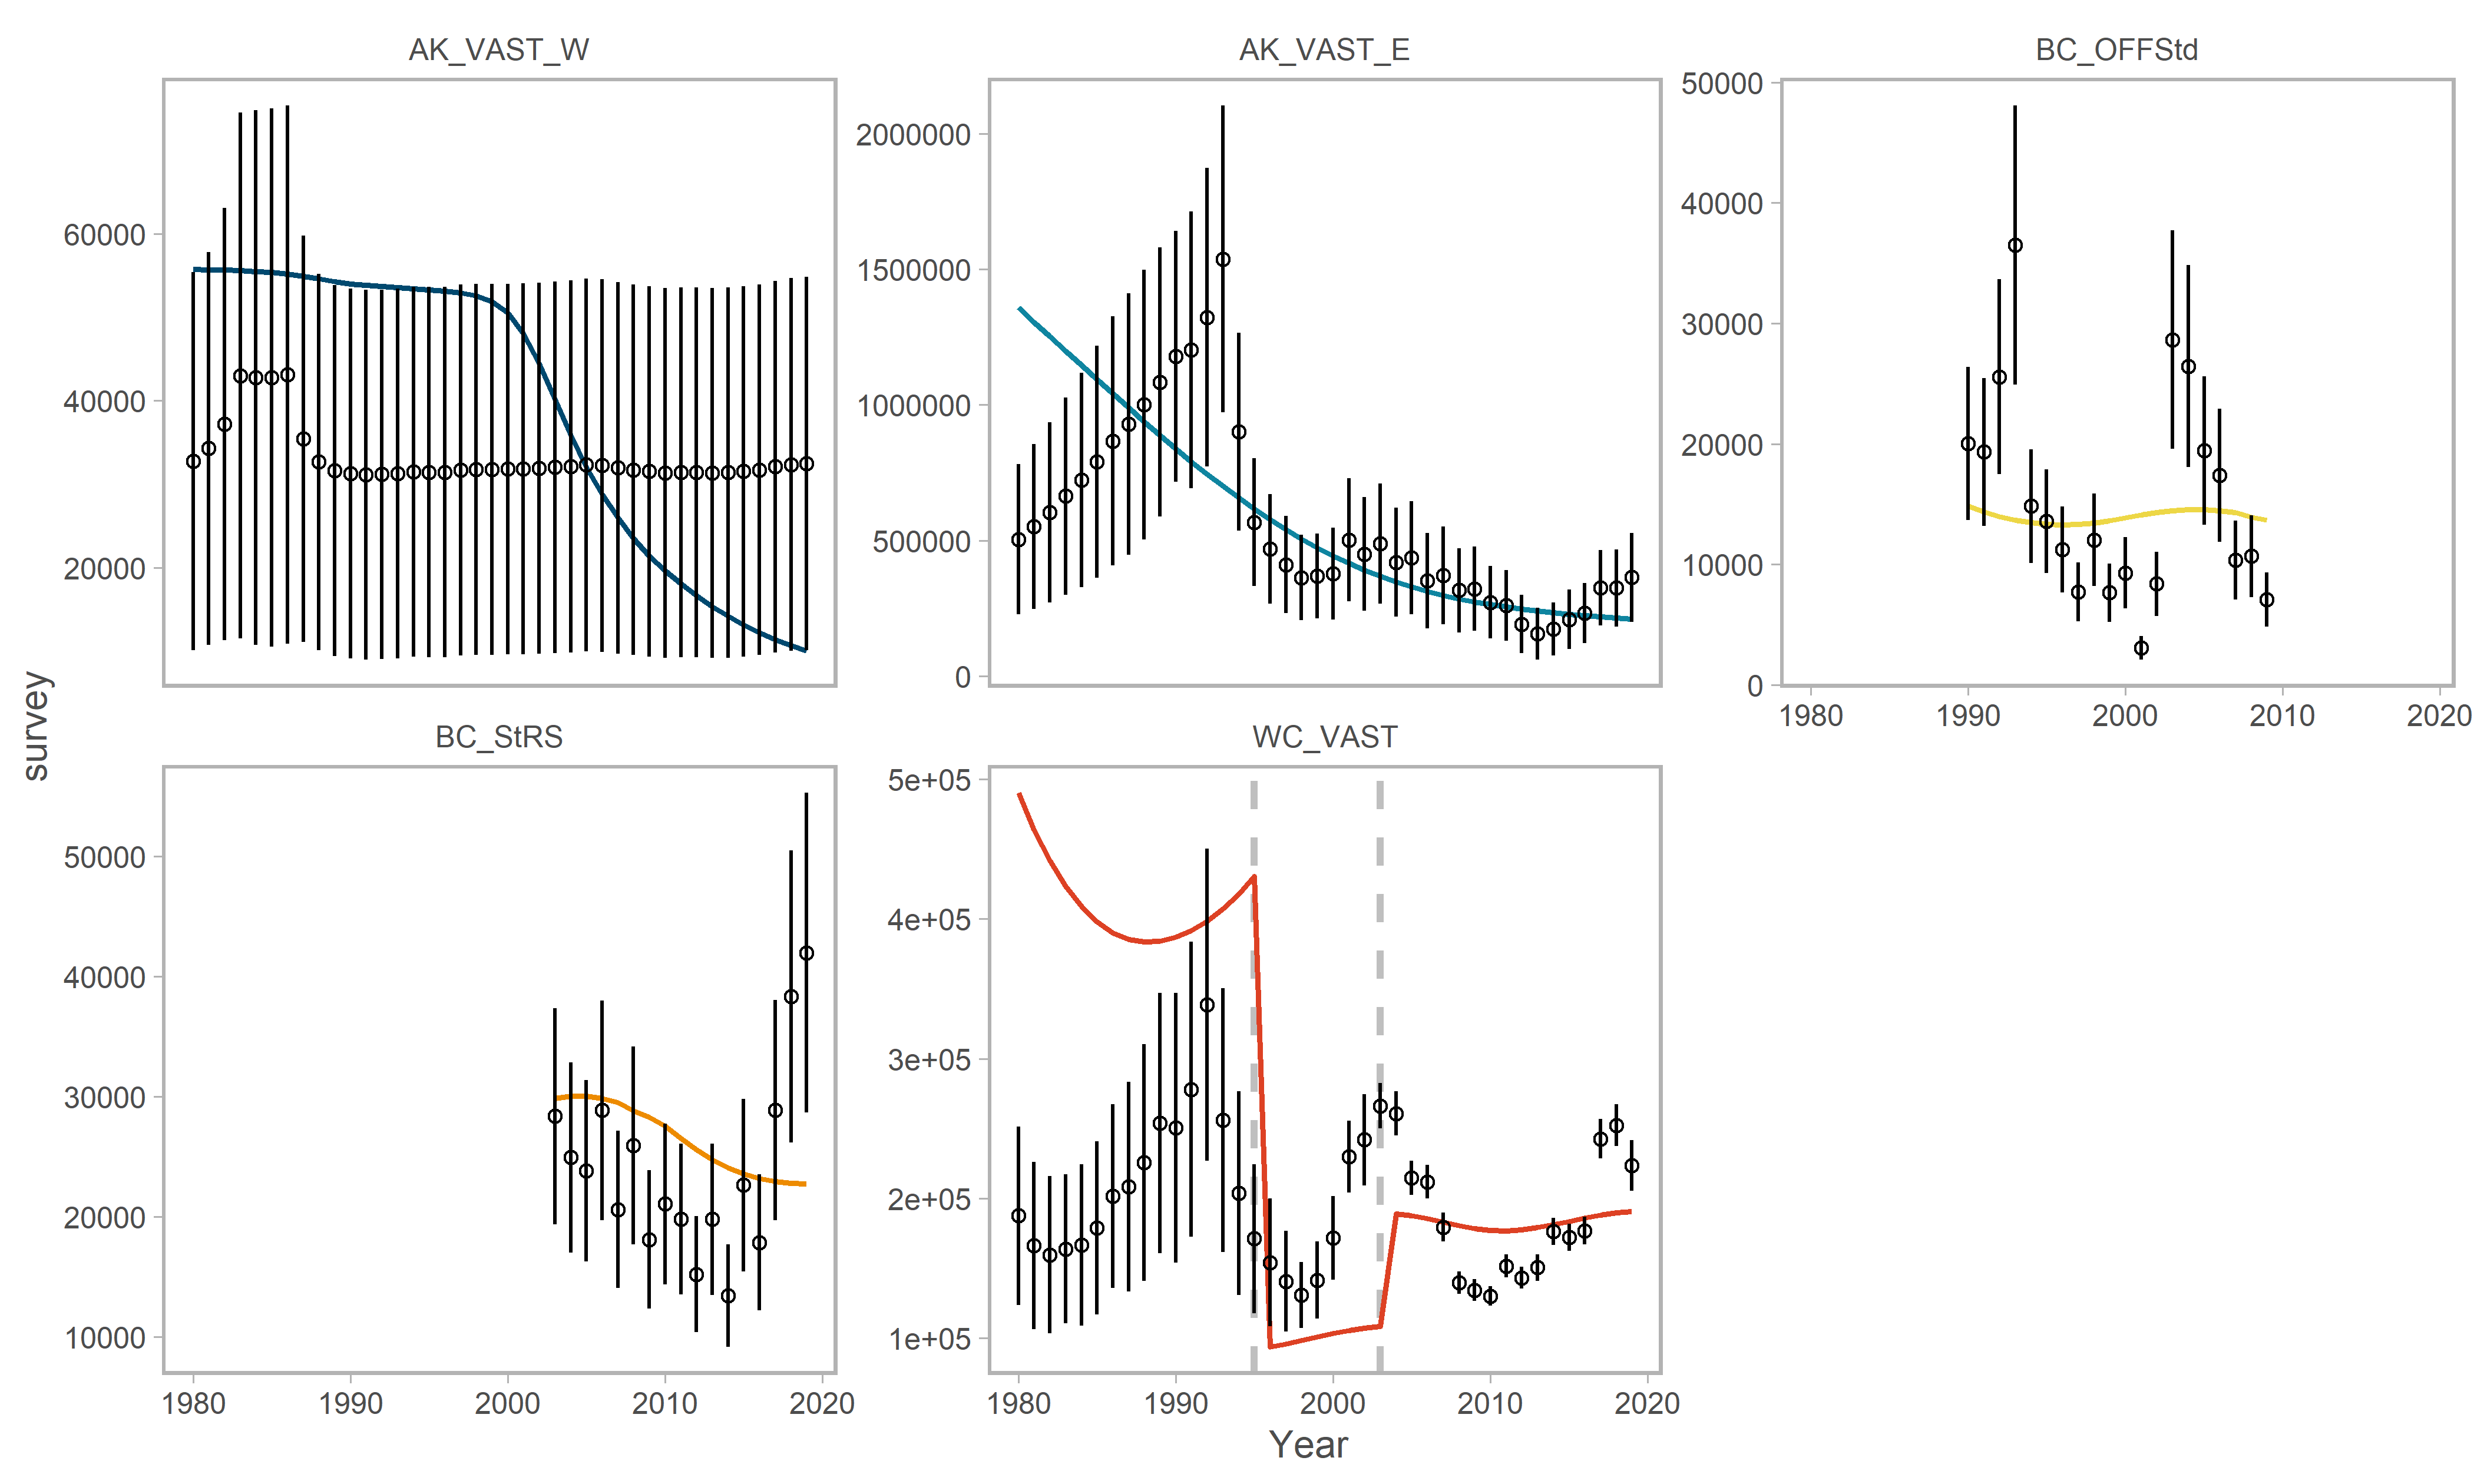 AK_VAST_W AK_VAST_E BC_OFFStd
60000
40000
20000
2000000
1500000
1000000
500000
0
50000
40000
30000
20000
10000
0
1980 1990 2000 2010 2020
survey
BC_StRS WC_VAST
50000
40000
30000
20000
10000
5e+05
4e+05
3e+05
2e+05
1e+05
1980 1990 2000 2010 2020
1980 1990 2000 2010 2020
Year